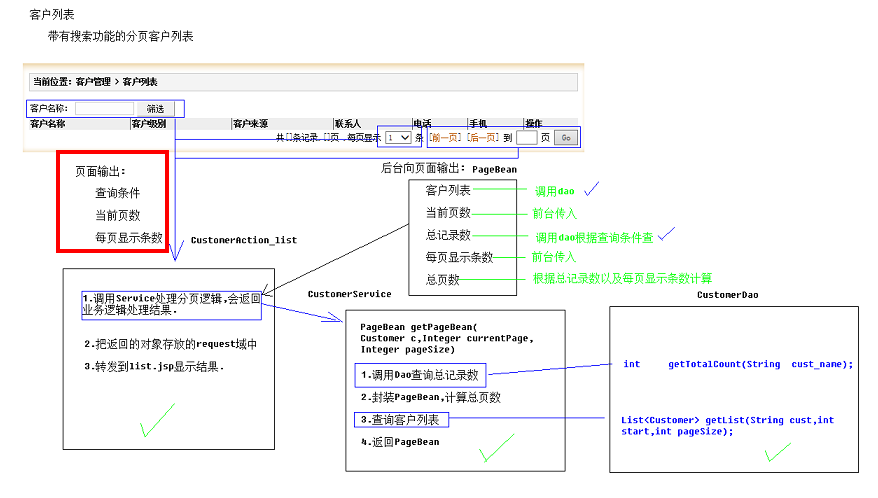 客户列表
带有搜索功能的分页客户列表
当前位置：客户管理 > 客户列表
客户名称： 筛选
客户名称 客户级别 客户来源 联系人 电话 手机 操作
共[]条记录,[]页,每页显示 1 条 [前一页] [后一页] 到 页 Go
页面输出：
查询条件
当前页数
每页显示条数
后台向页面输出：PageBean
客户列表 调用dao
当前页数 前台传入
总记录数 调用dao根据查询条件查
每页显示条数 前台传入
总页数 根据总记录数以及每页显示条数计算
CustomerAction_list
1.调用Service处理分页逻辑,会返回
业务逻辑处理结果.
2.把返回的对象存放的request域中
3.转发到list.jsp显示结果.
CustomerService
PageBean getPageBean(
Customer c,Integer currentPage,
Integer pageSize)
1.调用Dao查询总记录数
2.封装PageBean,计算总页数
3.查询客户列表
4.返回PageBean
CustomerDao
int getTotalCount(String cust_name);
List<Customer> getList(String cust,int
start,int pageSize);